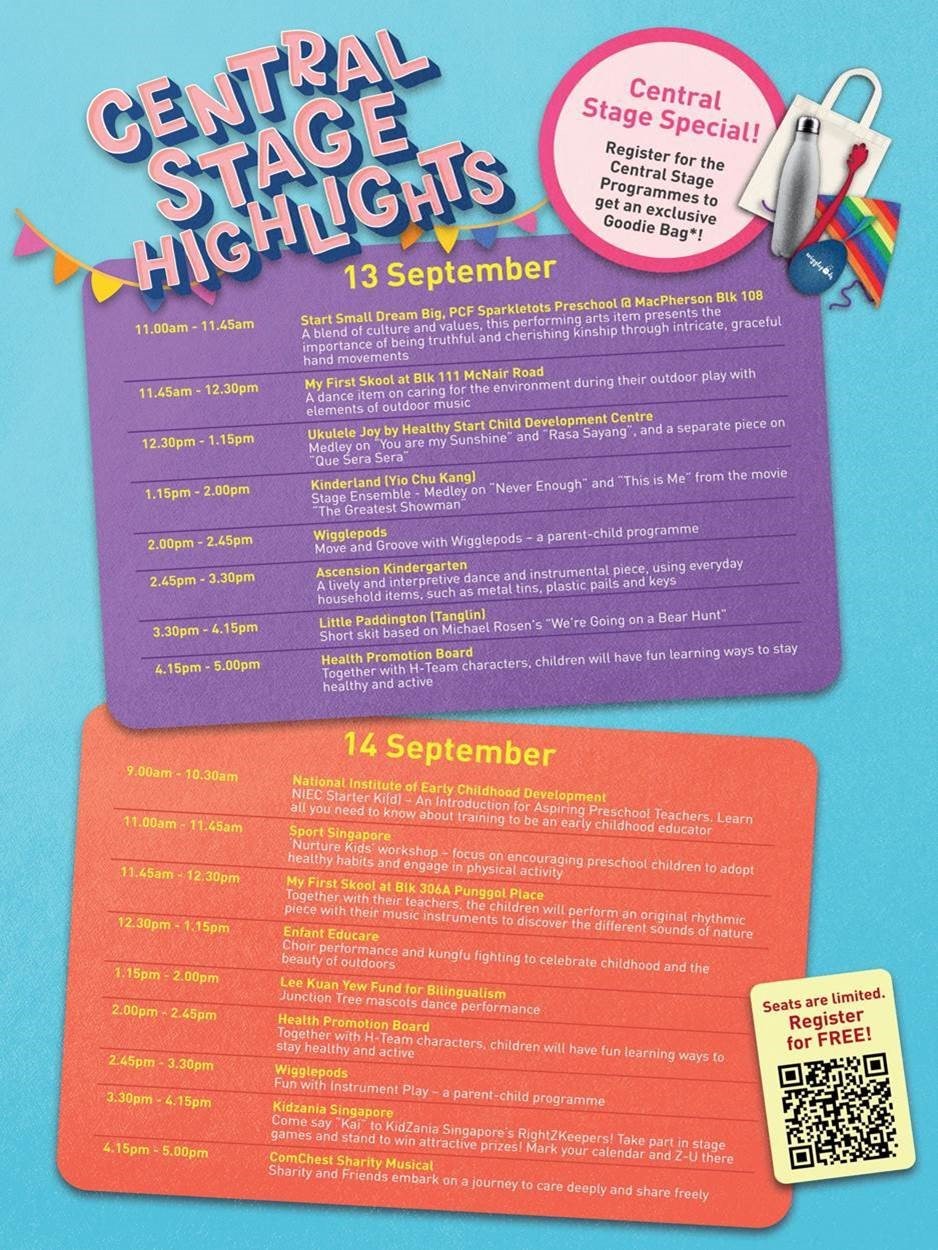 CENTRAL
STAGE
HIGHLIGHTS
Central
Stage Special!
Register for the
Central Stage
Programmes to
get an exclusive
Goodie Bag*!
wigglepods
13 September
11.00am - 11.45am
Start Small Dream Big, PCF Sparkletots Preschool @ MacPherson Blk 108
A blend of culture and values, this performing arts item presents the
importance of being truthful and cherishing kinship through intricate, graceful
hand movements
11.45am - 12.30pm
My First Skool at Blk 111 McNair Road
A dance item on caring for the environment during their outdoor play with
elements of outdoor music
12.30pm - 1.15pm
Ukulele Joy by Healthy Start Child Development Centre
Medley on "You are my Sunshine" and "Rasa Sayang", and a separate piece on
"Que Sera Sera"
1.15pm - 2.00pm
Kinderland (Yio Chu Kang)
Stage Ensemble - Medley on "Never Enough" and "This is Me" from the movie
"The Greatest Showman"
2.00pm - 2.45pm
Wigglepods
Move and Groove with Wigglepods – a parent-child programme
2.45pm - 3.30pm
Ascension Kindergarten
A lively and interpretive dance and instrumental piece, using everyday
household items, such as metal tins, plastic pails and keys
3.30pm - 4.15pm
Little Paddington (Tanglin)
Short skit based on Michael Rosen's "We're Going on a Bear Hunt"
4.15pm - 5.00pm
Health Promotion Board
Together with H-Team characters, children will have fun learning ways to stay
healthy and active
14 September
9.00am - 10.30am
National Institute of Early Childhood Development
NIEC Starter Ki(d) – An Introduction for Aspiring Preschool Teachers. Learn
all you need to know about training to be an early childhood educator
11.00am - 11.45am
Sport Singapore
'Nurture Kids' workshop – focus on encouraging preschool children to adopt
healthy habits and engage in physical activity
11.45am - 12.30pm
My First Skool at Blk 306A Punggol Place
Together with their teachers, the children will perform an original rhythmic
piece with their music instruments to discover the different sounds of nature
12.30pm - 1.15pm
Enfant Educare
Choir performance and kungfu fighting to celebrate childhood and the
beauty of outdoors
1.15pm - 2.00pm
Lee Kuan Yew Fund for Bilingualism
Junction Tree mascots dance performance
2.00pm - 2.45pm
Health Promotion Board
Together with H-Team characters, children will have fun learning ways to
stay healthy and active
2.45pm - 3.30pm
Wigglepods
Fun with Instrument Play – a parent-child programme
3.30pm - 4.15pm
Kidzania Singapore
Come say "Kai" to KidZania Singapore's RightZKeepers! Take part in stage
games and stand to win attractive prizes! Mark your calendar and Z-U there
4.15pm - 5.00pm
ComChest Sharity Musical
Sharity and Friends embark on a journey to care deeply and share freely
Seats are limited.
Register
for FREE!